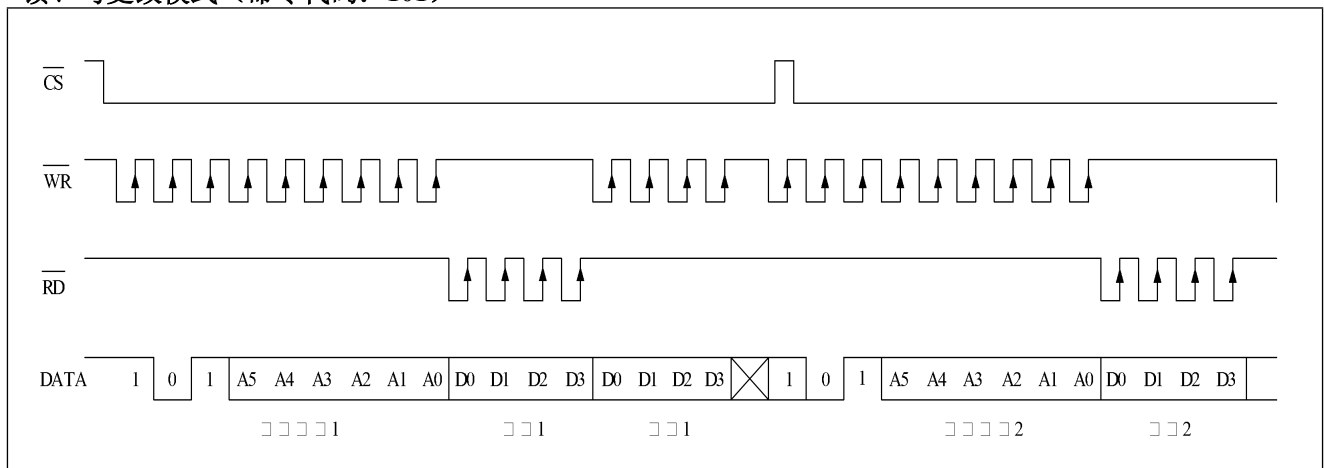 CS
WR
RD
DATA 1 0 1 A5 A4 A3 A2 A1 A0 D0 D1 D2 D3 D0 D1 D2 D3 1 0 1 A5 A4 A3 A2 A1 A0 D0 D1 D2 D3
□□□□1 □□1 □□1 □□□□2 □□2